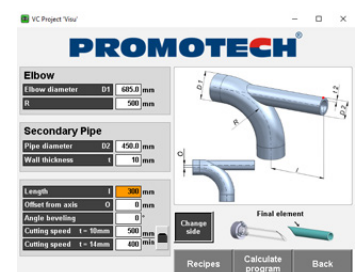 VC Project 'Visu'
PROMOTECH®
Elbow
Elbow diameter D1 605.0 mm
R 500 mm
Secondary Pipe
Pipe diameter D2 450.0 mm
Wall thickness t 10 mm
Length l 300 mm
Offset from axis O 0 mm
Angle beveling 0 °
Cutting speed t = 10mm 500 mm
Cutting speed t = 14mm 400 min
D1
t2
R
l
O
Change side
Final element
Recipes
Calculate program
Back